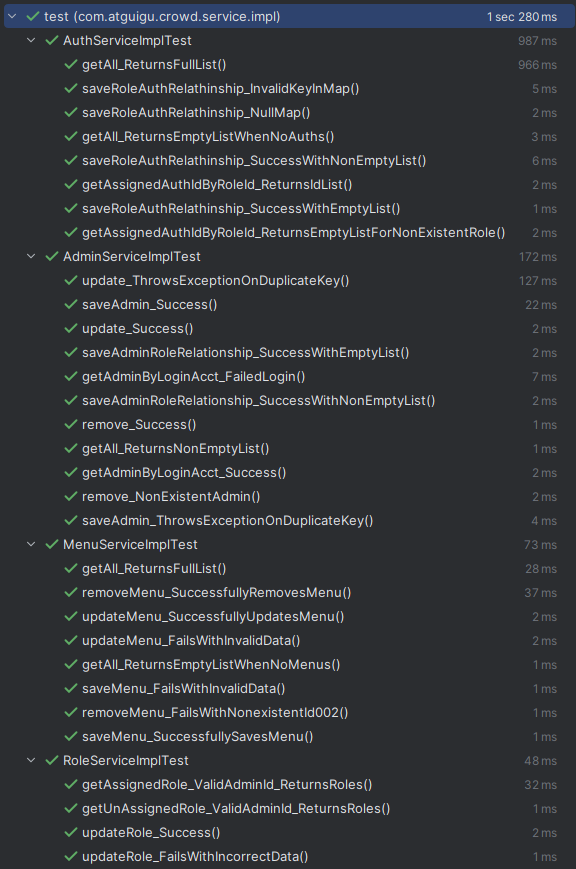 test (com.atguigu.crowd.service.impl) 1 sec 280 ms
AuthServiceImplTest 987 ms
getAll_ReturnsFullList() 966 ms
saveRoleAuthRelathinship_InvalidKeyInMap() 5 ms
saveRoleAuthRelathinship_NullMap() 2 ms
getAll_ReturnsEmptyListWhenNoAuths() 3 ms
saveRoleAuthRelathinship_SuccessWithNonEmptyList() 6 ms
getAssignedAuthIdByRoleId_ReturnsIdList() 2 ms
saveRoleAuthRelathinship_SuccessWithEmptyList() 1 ms
getAssignedAuthIdByRoleId_ReturnsEmptyListForNonExistentRole() 2 ms
AdminServiceImplTest 172 ms
update_ThrowsExceptionOnDuplicateKey() 127 ms
saveAdmin_Success() 22 ms
update_Success() 2 ms
saveAdminRoleRelationship_SuccessWithEmptyList() 2 ms
getAdminByLoginAcct_FailedLogin() 7 ms
saveAdminRoleRelationship_SuccessWithNonEmptyList() 2 ms
remove_Success() 1 ms
getAll_ReturnsNonEmptyList() 1 ms
getAdminByLoginAcct_Success() 2 ms
remove_NonExistentAdmin() 2 ms
saveAdmin_ThrowsExceptionOnDuplicateKey() 4 ms
MenuServiceImplTest 73 ms
getAll_ReturnsFullList() 28 ms
removeMenu_SuccessfullyRemovesMenu() 37 ms
updateMenu_SuccessfullyUpdatesMenu() 2 ms
updateMenu_FailsWithInvalidData() 2 ms
getAll_ReturnsEmptyListWhenNoMenus() 1 ms
saveMenu_FailsWithInvalidData() 1 ms
removeMenu_FailsWithNonexistentId002() 1 ms
saveMenu_SuccessfullySavesMenu() 1 ms
RoleServiceImplTest 48 ms
getAssignedRole_ValidAdminId_ReturnsRoles() 32 ms
getUnAssignedRole_ValidAdminId_ReturnsRoles() 1 ms
updateRole_Success() 2 ms
updateRole_FailsWithIncorrectData() 1 ms